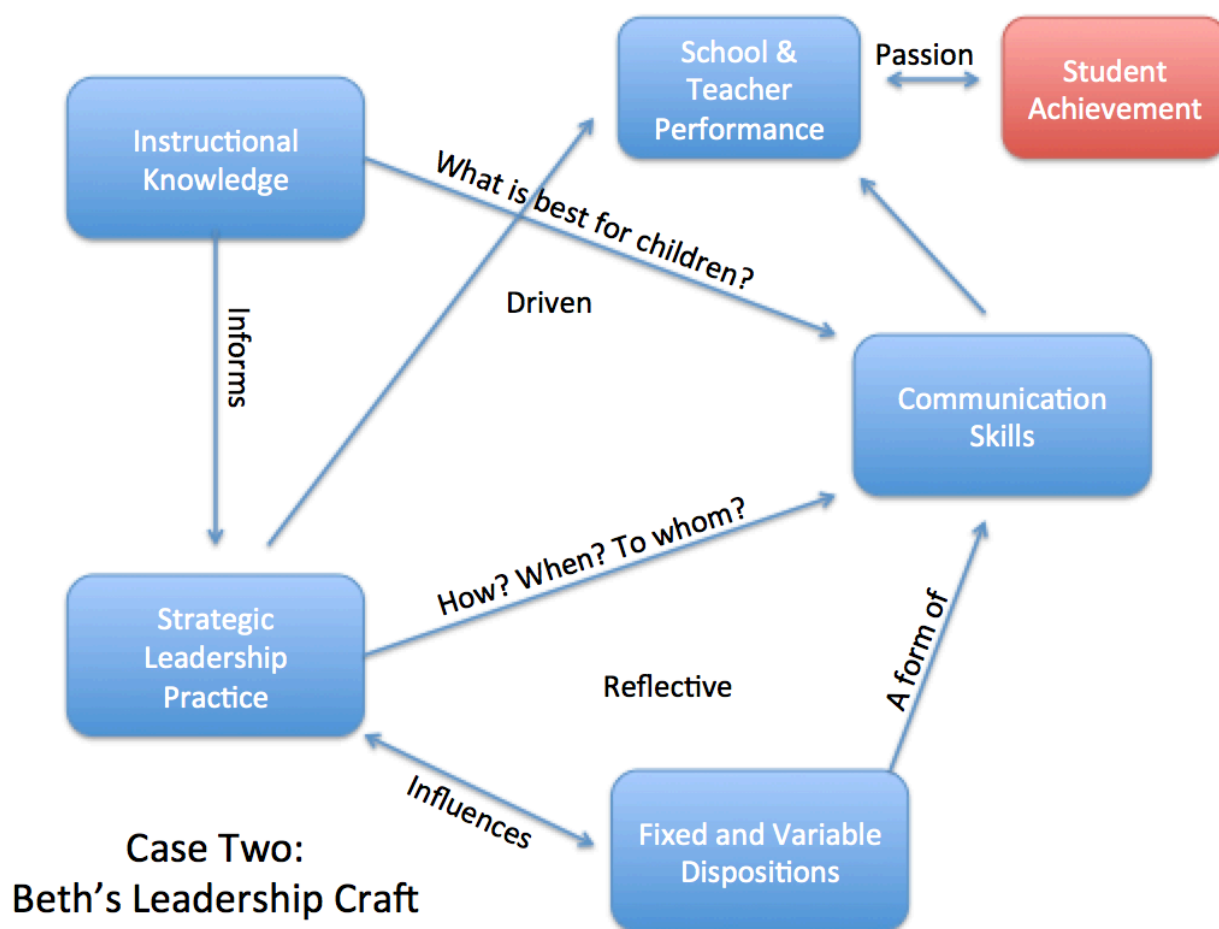 School &
Teacher
Performance
Passion
Student
Achievement
Instructional
Knowledge
What is best for children?
Driven
Informs
Communication
Skills
How? When? To whom?
Strategic
Leadership
Practice
Reflective
A form of
Influences
Fixed and Variable
Dispositions
Case Two:
Beth’s Leadership Craft